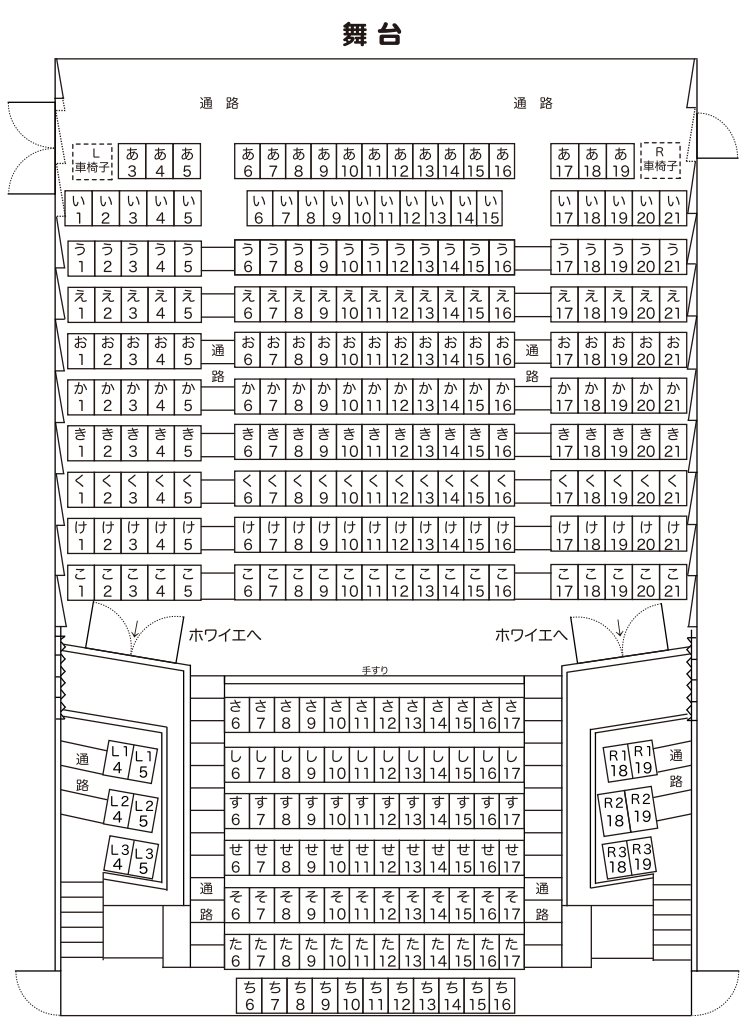 舞台
通路 通路
L あ あ あ あ あ あ あ あ あ あ あ あ あ あ あ あ あ R
車椅子 3 4 5 6 7 8 9 10 11 12 13 14 15 16 17 18 19 車椅子
い い い い い い い い い い い い い い い い い い い い
1 2 3 4 5 6 7 8 9 10 11 12 13 14 15 17 18 19 20 21
う う う う う う う う う う う う う う う う う う う う う
1 2 3 4 5 6 7 8 9 10 11 12 13 14 15 16 17 18 19 20 21
え え え え え え え え え え え え え え え え え え え え え
1 2 3 4 5 6 7 8 9 10 11 12 13 14 15 16 17 18 19 20 21
お お お お お 通 お お お お お お お お お お お 通 お お お お お
1 2 3 4 5 6 7 8 9 10 11 12 13 14 15 16 17 18 19 20 21
路 路
か か か か か か か か か か か か か か か か か か か か か
1 2 3 4 5 6 7 8 9 10 11 12 13 14 15 16 17 18 19 20 21
き き き き き き き き き き き き き き き き き き き き き
1 2 3 4 5 6 7 8 9 10 11 12 13 14 15 16 17 18 19 20 21
く く く く く く く く く く く く く く く く く く く く く
1 2 3 4 5 6 7 8 9 10 11 12 13 14 15 16 17 18 19 20 21
け け け け け け け け け け け け け け け け け け け け け
1 2 3 4 5 6 7 8 9 10 11 12 13 14 15 16 17 18 19 20 21
こ こ こ こ こ こ こ こ こ こ こ こ こ こ こ こ こ こ こ こ こ
1 2 3 4 5 6 7 8 9 10 11 12 13 14 15 16 17 18 19 20 21
ホワイエへ ホワイエへ
手すり
さ さ さ さ さ さ さ さ さ さ さ さ
6 7 8 9 10 11 12 13 14 15 16 17
L1 L1 し し し し し し し し し し し し R1 R1
4 5 6 7 8 9 10 11 12 13 14 15 16 17 18 19
通 通
路 路
L2 L2 す す す す す す す す す す す す R2 R2
4 5 6 7 8 9 10 11 12 13 14 15 16 17 18 19
L3 L3 せ せ せ せ せ せ せ せ せ せ せ せ R3 R3
4 5 6 7 8 9 10 11 12 13 14 15 16 17 18 19
通 そ そ そ そ そ そ そ そ そ そ そ そ 通
路 6 7 8 9 10 11 12 13 14 15 16 17 路
た た た た た た た た た た た た
6 7 8 9 10 11 12 13 14 15 16 17
ち ち ち ち ち ち ち ち ち ち ち
6 7 8 9 10 11 12 13 14 15 16